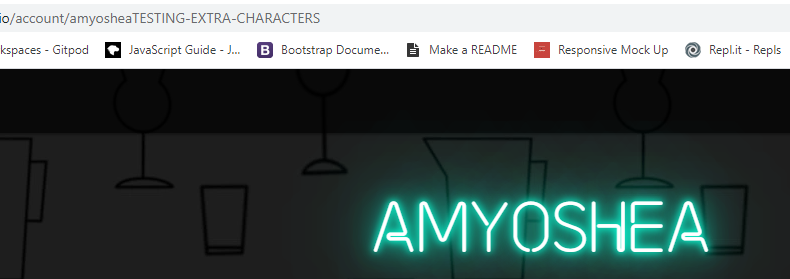 io/account/amyosheaTESTING-EXTRA-CHARACTERS
kspaces - Gitpod JavaScript Guide - J... Bootstrap Docume... Make a README Responsive Mock Up Repl.it - Repls
AMYOSHEA